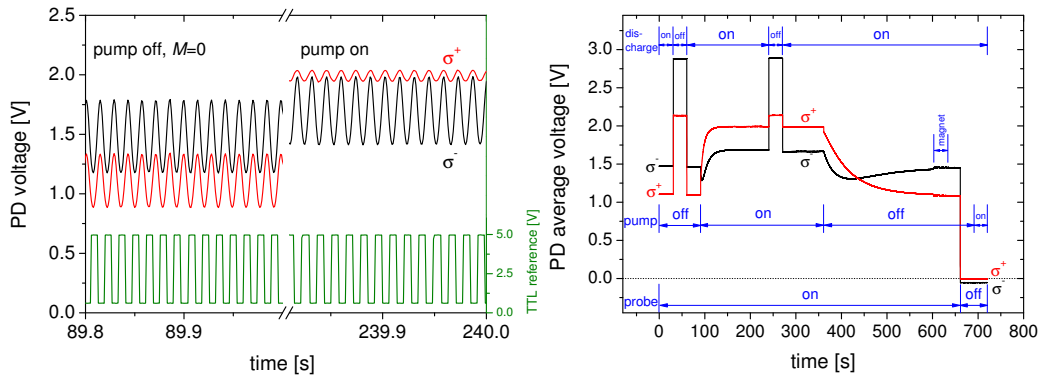 2.5
2.0
1.5
1.0
0.5
0.0
PD voltage [V]
pump off, M=0
pump on
σ+
σ-
5.0
2.5
0.0
TTL reference [V]
89.8
89.9
239.9
240.0
time [s]
PD average voltage [V]
3.0
2.5
2.0
1.5
1.0
0.5
0.0
dis-
charge
on
off
on
off
on
σ-
σ+
σ+
σ-
magnet
pump
off
on
off
on
σ+
σ-
probe
on
off
0
100
200
300
400
500
600
700
800
time [s]